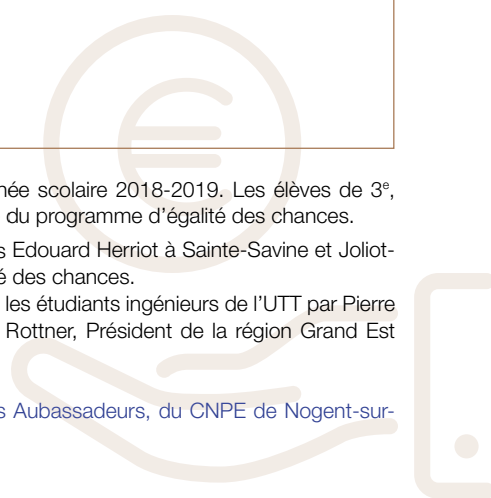 née scolaire 2018-2019. Les élèves de 3e,
du programme d’égalité des chances.
s Edouard Herriot à Sainte-Savine et Joliot-
é des chances.
les étudiants ingénieurs de l’UTT par Pierre
Rottner, Président de la région Grand Est
s Aubassadeurs, du CNPE de Nogent-sur-